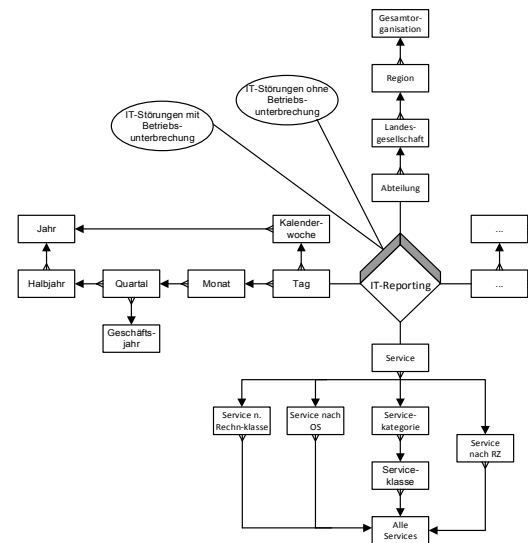 Gesamtor-
ganisation
Region
IT-Störungen ohne
Betriebs-
unterbrechung
IT-Störungen mit
Betriebs-
unterbrechung
Landes-
gesellschaft
Abteilung
Jahr
Kalender-
woche
...
Halbjahr
Quartal
Monat
Tag
IT-Reporting
...
Geschäfts-
jahr
Service
Service n.
Rechn-klasse
Service nach
OS
Service-
kategorie
Service
nach RZ
Service-
klasse
Alle
Services